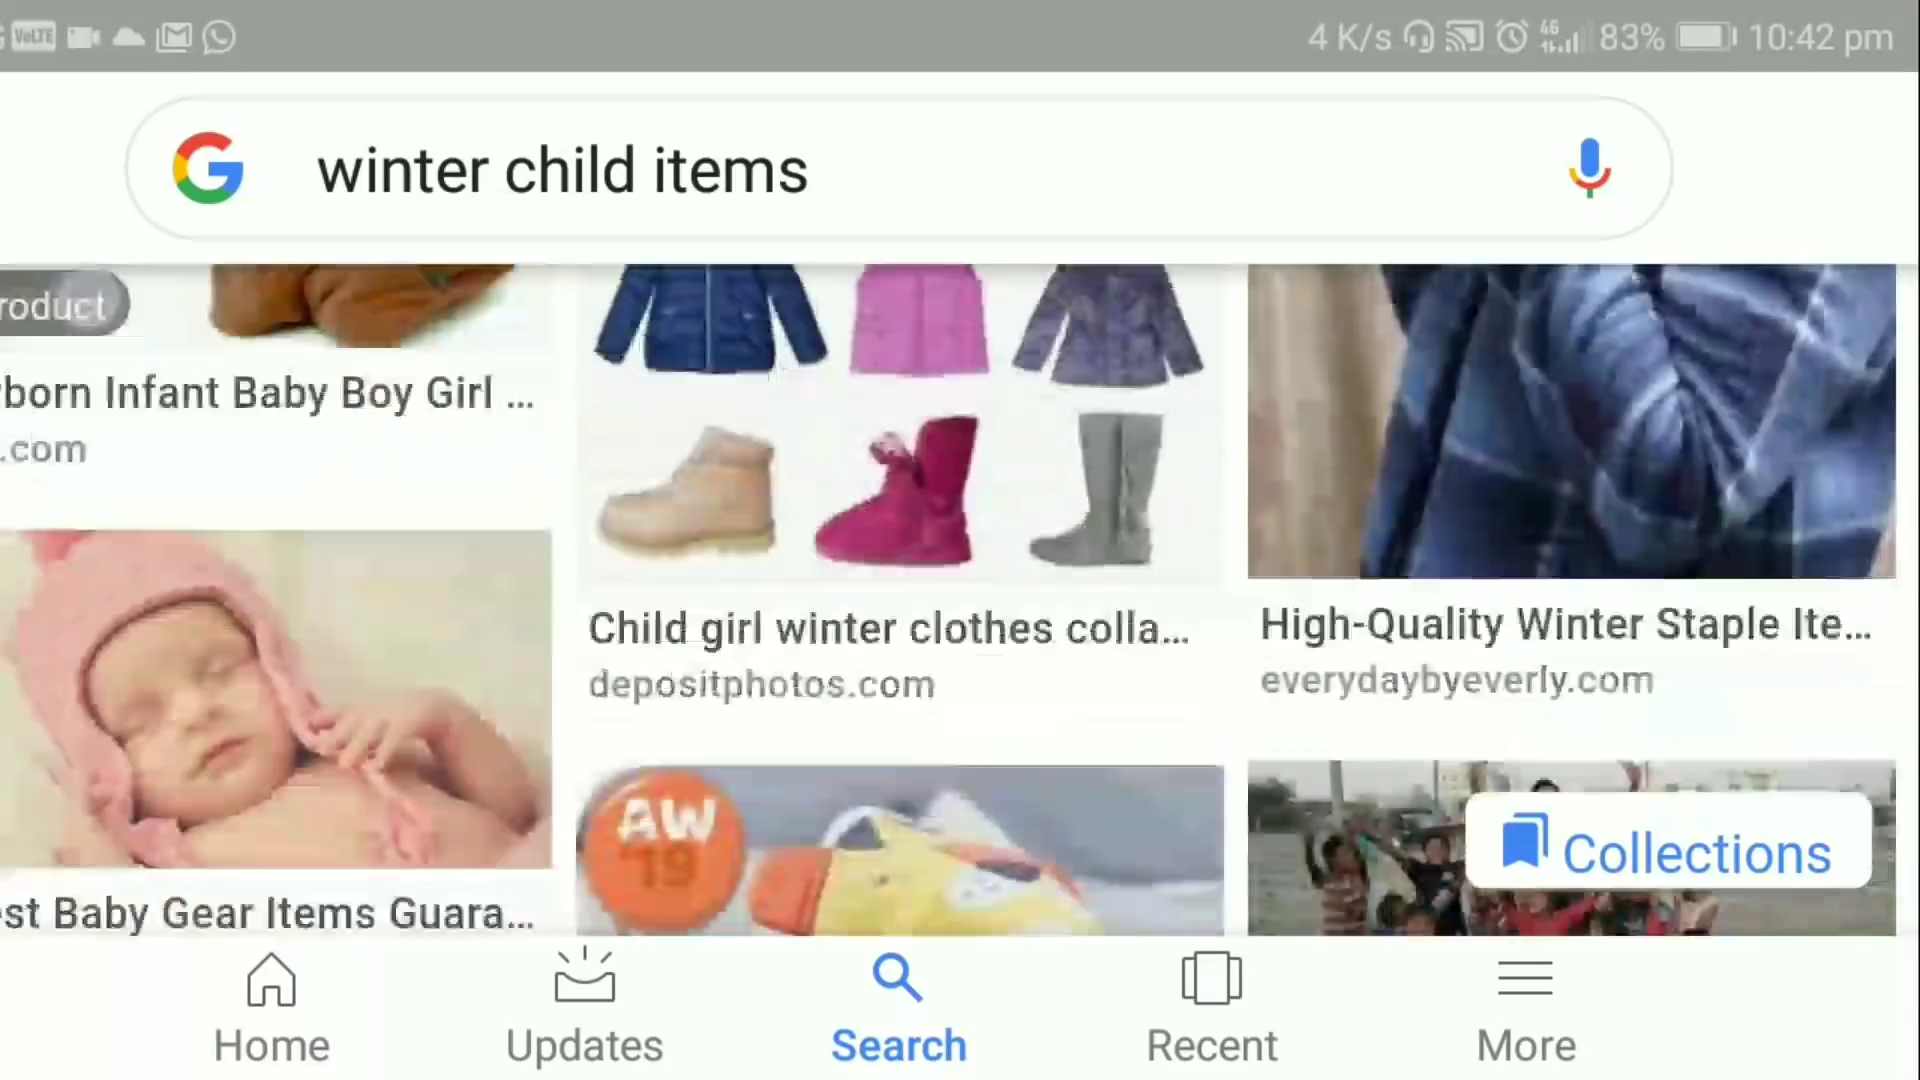 VoLTE
4 K/s 4G 83% 10:42 pm
winter child items
roduct
born Infant Baby Boy Girl ...
.com
Child girl winter clothes colla...
depositphotos.com
High-Quality Winter Staple Ite...
everydaybyeverly.com
AW
'19
Collections
st Baby Gear Items Guara...
Home Updates Search Recent More